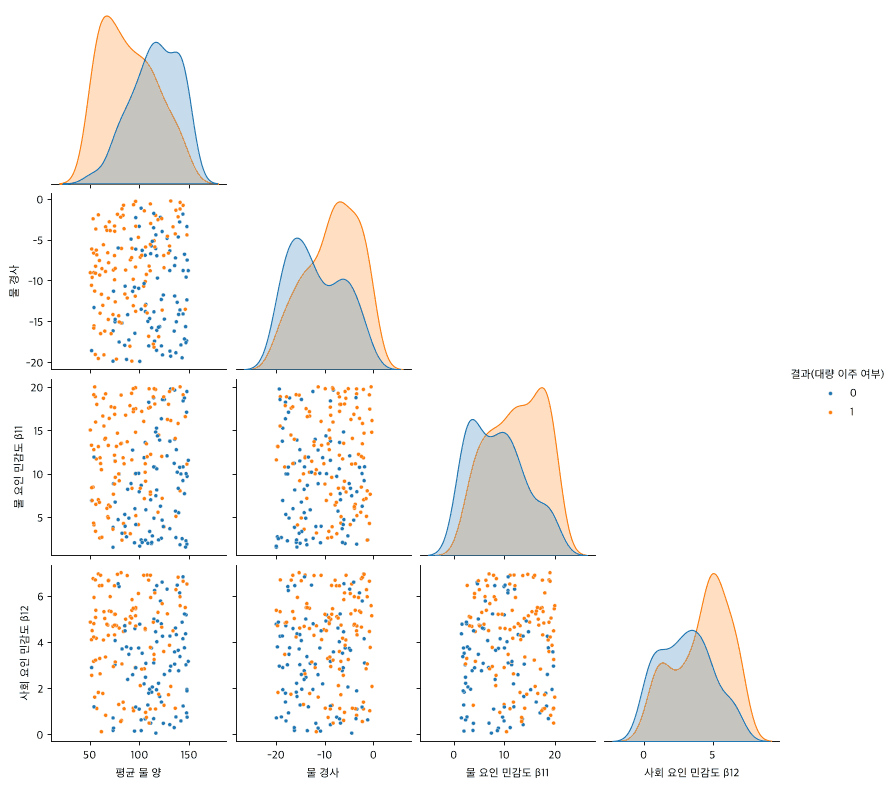 0
-5
-10
-15
-20
물 경사
20
15
10
5
물 요인 민감도 β11
6
4
2
0
사회 요인 민감도 β12
50 100 150
평균 물 양
-20 -10 0
물 경사
0 10 20
물 요인 민감도 β11
0 5
사회 요인 민감도 β12
결과(대량 이주 여부)
0
1